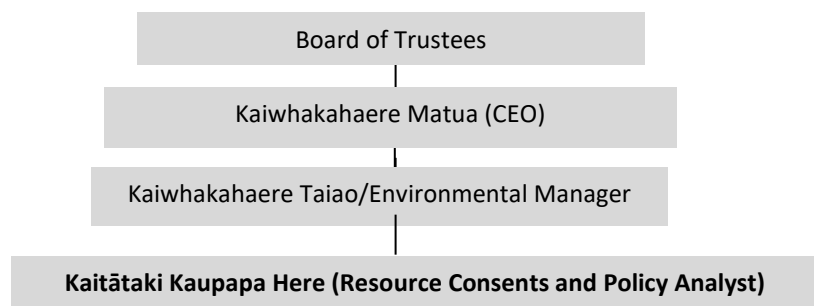 Board of Trustees
Kaiwhakahaere Matua (CEO)
Kaiwhakahaere Taiao/Environmental Manager
Kaitātaki Kaupapa Here (Resource Consents and Policy Analyst)